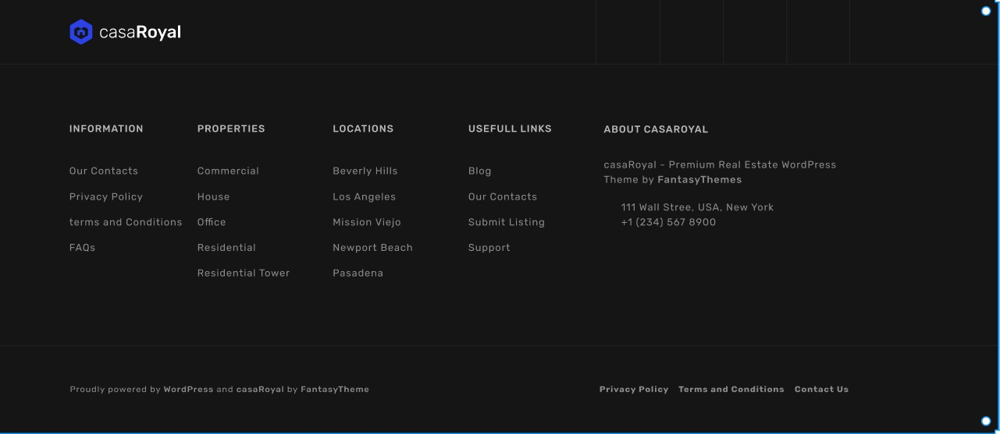 casaRoyal
INFORMATION
Our Contacts
Privacy Policy
terms and Conditions
FAQs
PROPERTIES
Commercial
House
Office
Residential
Residential Tower
LOCATIONS
Beverly Hills
Los Angeles
Mission Viejo
Newport Beach
Pasadena
USEFULL LINKS
Blog
Our Contacts
Submit Listing
Support
ABOUT CASAROYAL
casaRoyal - Premium Real Estate WordPress
Theme by FantasyThemes
111 Wall Stree, USA, New York
+1 (234) 567 8900
Proudly powered by WordPress and casaRoyal by FantasyTheme
Privacy Policy Terms and Conditions Contact Us